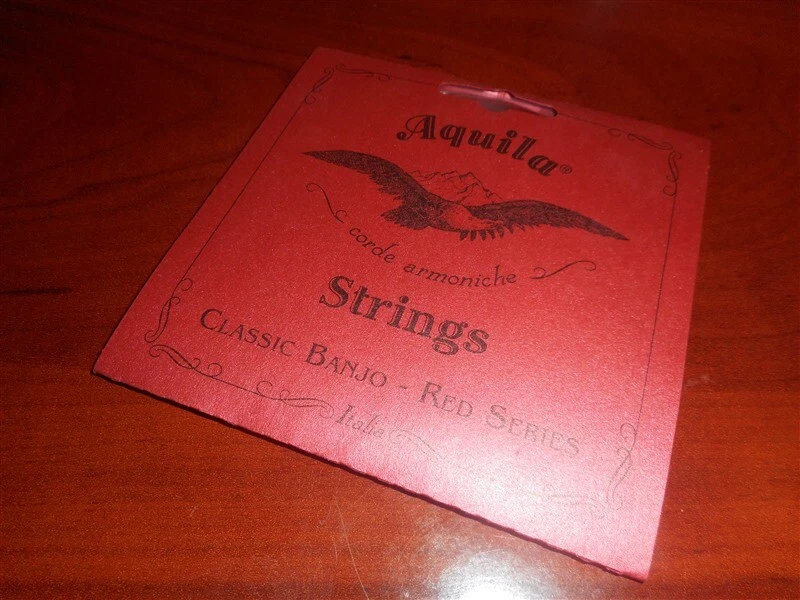 Aquila®
corde armoniche
Strings
Classic Banjo - Red Series
Italia